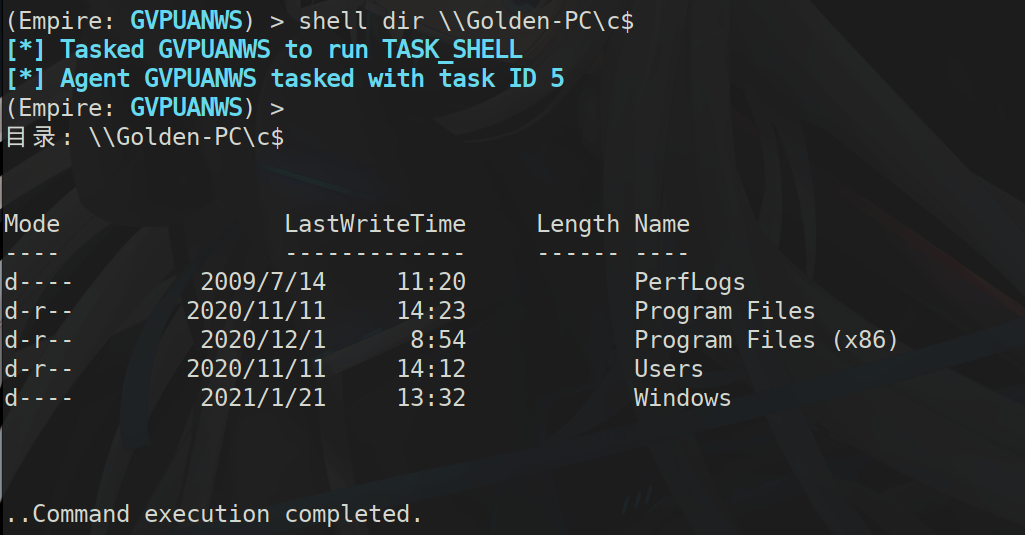 (Empire: GVPUANWS) > shell dir \\Golden-PC\c$
[*] Tasked GVPUANWS to run TASK_SHELL
[*] Agent GVPUANWS tasked with task ID 5
(Empire: GVPUANWS) >
目录: \\Golden-PC\c$
Mode                LastWriteTime     Length Name
----                -------------     ------ ----
d----         2009/7/14     11:20            PerfLogs
d-r--        2020/11/11     14:23            Program Files
d-r--         2020/12/1      8:54            Program Files (x86)
d-r--        2020/11/11     14:12            Users
d----         2021/1/21     13:32            Windows
..Command execution completed.